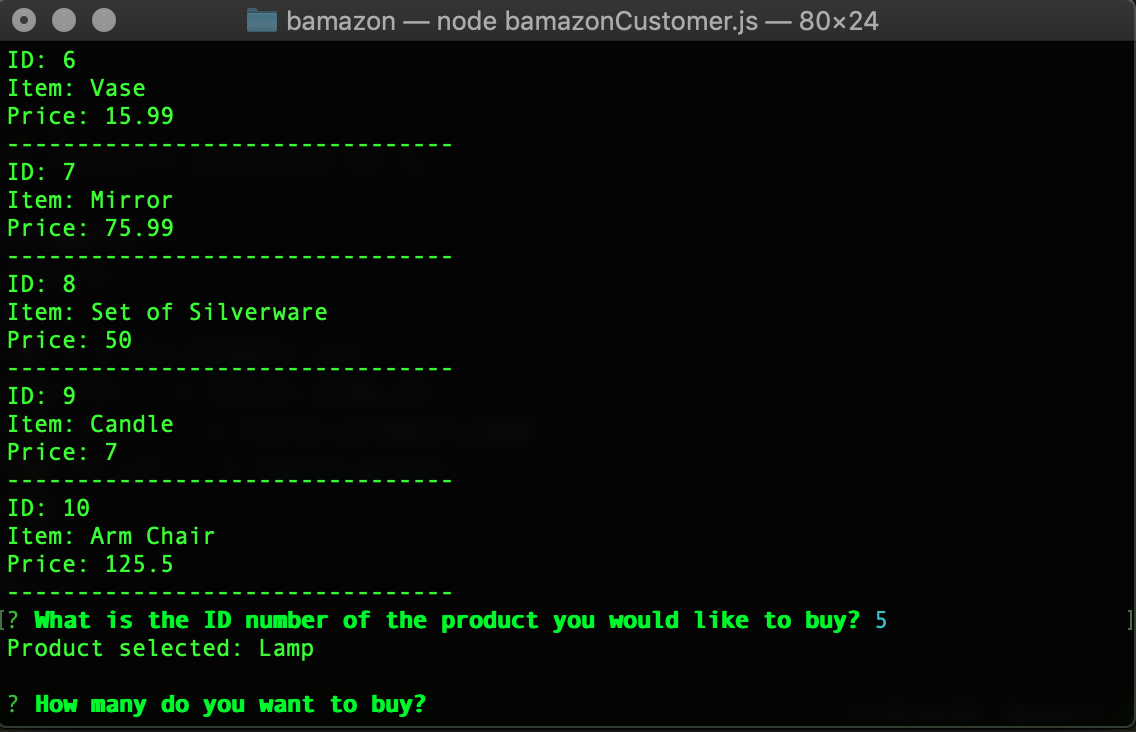 bamazon — node bamazonCustomer.js — 80×24
ID: 6
Item: Vase
Price: 15.99
--------------------------------
ID: 7
Item: Mirror
Price: 75.99
--------------------------------
ID: 8
Item: Set of Silverware
Price: 50
--------------------------------
ID: 9
Item: Candle
Price: 7
--------------------------------
ID: 10
Item: Arm Chair
Price: 125.5
--------------------------------
[? What is the ID number of the product you would like to buy? 5 ]
Product selected: Lamp
? How many do you want to buy?